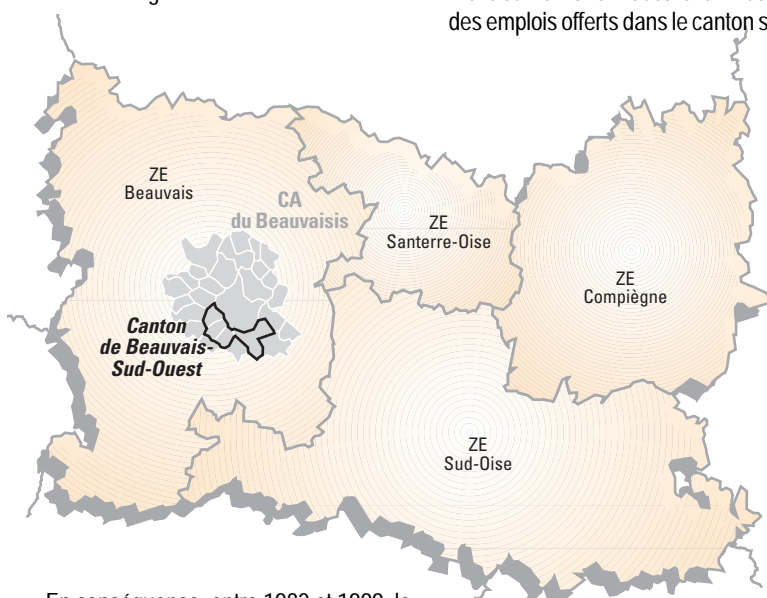 des emplois offerts dans le canton s
ZE
Beauvais
CA
du Beauvaisis
ZE
Santerre-Oise
ZE
Compiègne
Canton
de Beauvais-
Sud-Ouest
ZE
Sud-Oise